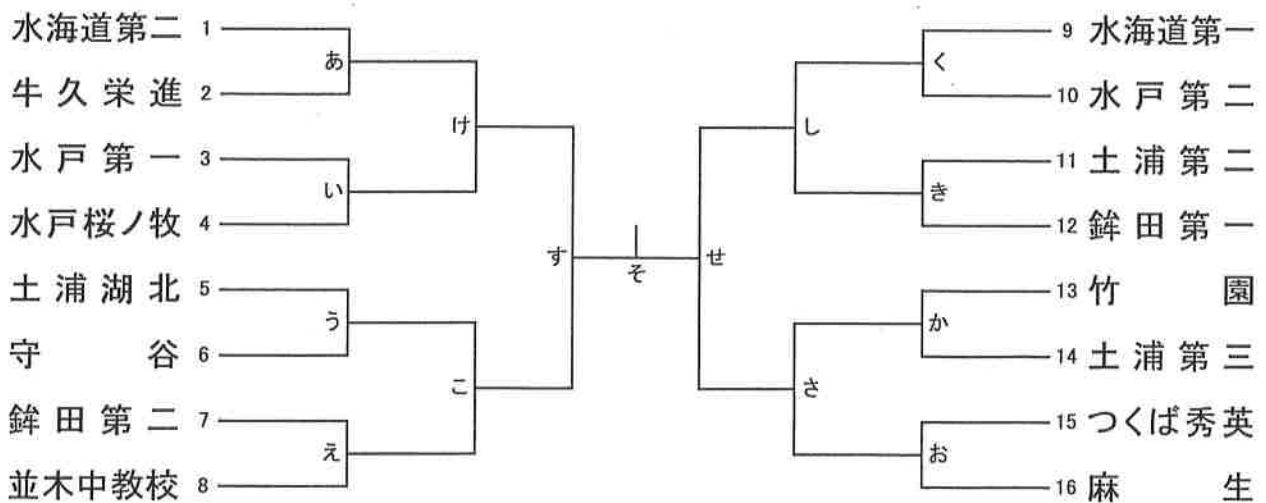 水海道第二 1
牛久栄進 2
水戸第一 3
水戸桜ノ牧 4
土浦湖北 5
守谷 6
鉾田第二 7
並木中教校 8
あ
い
う
え
け
こ
す
そ
せ
し
さ
く
き
か
お
9 水海道第一
10 水戸第二
11 土浦第二
12 鉾田第一
13 竹園
14 土浦第三
15 つくば秀英
16 麻生